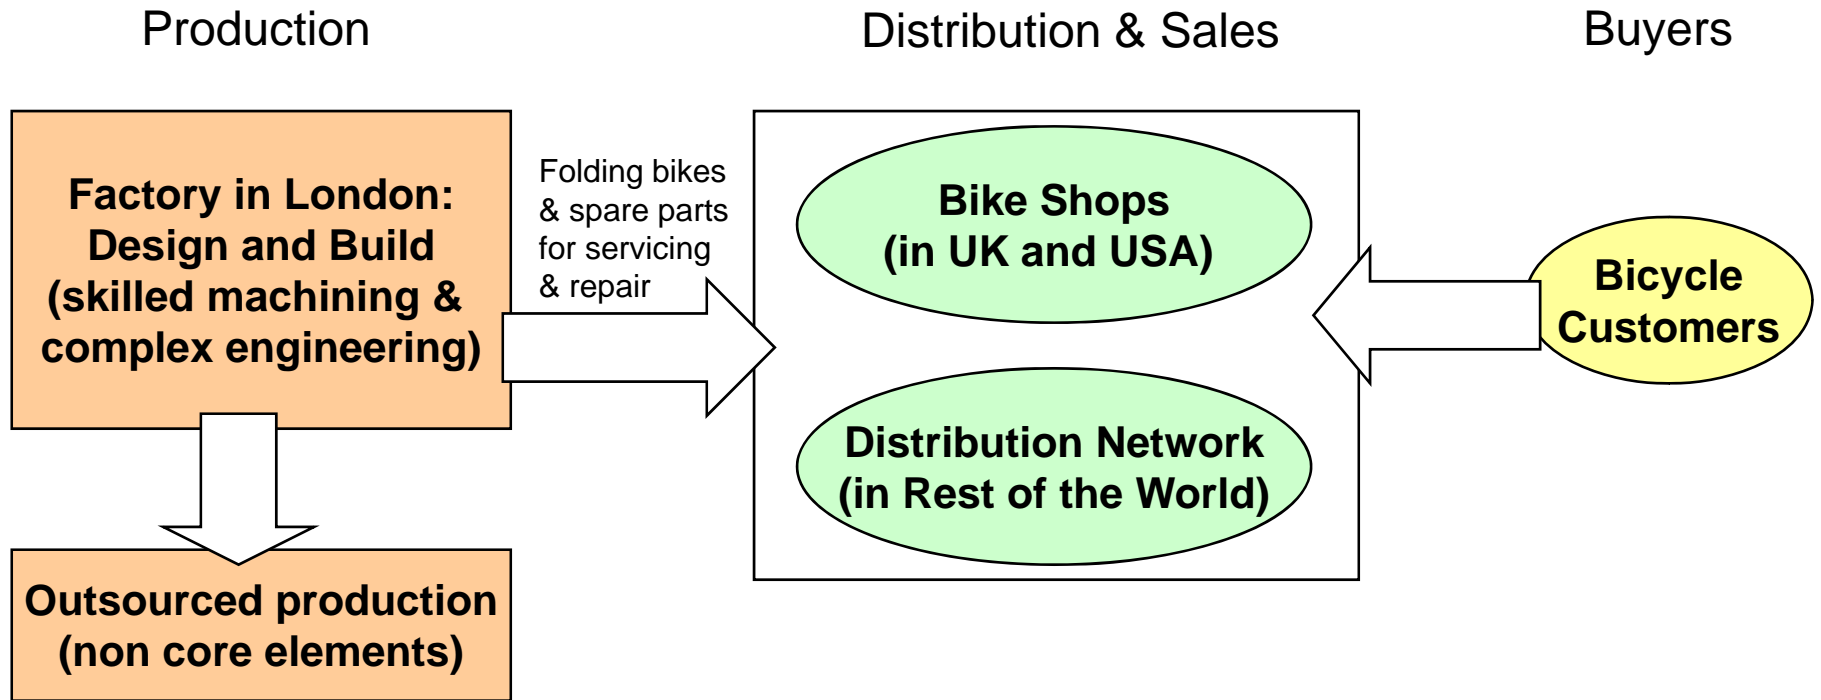 Production
Distribution & Sales
Buyers
Factory in London:
Design and Build
(skilled machining &
complex engineering)
Folding bikes
& spare parts
for servicing
& repair
Bike Shops
(in UK and USA)
Bicycle
Customers
Distribution Network
(in Rest of the World)
Outsourced production
(non core elements)